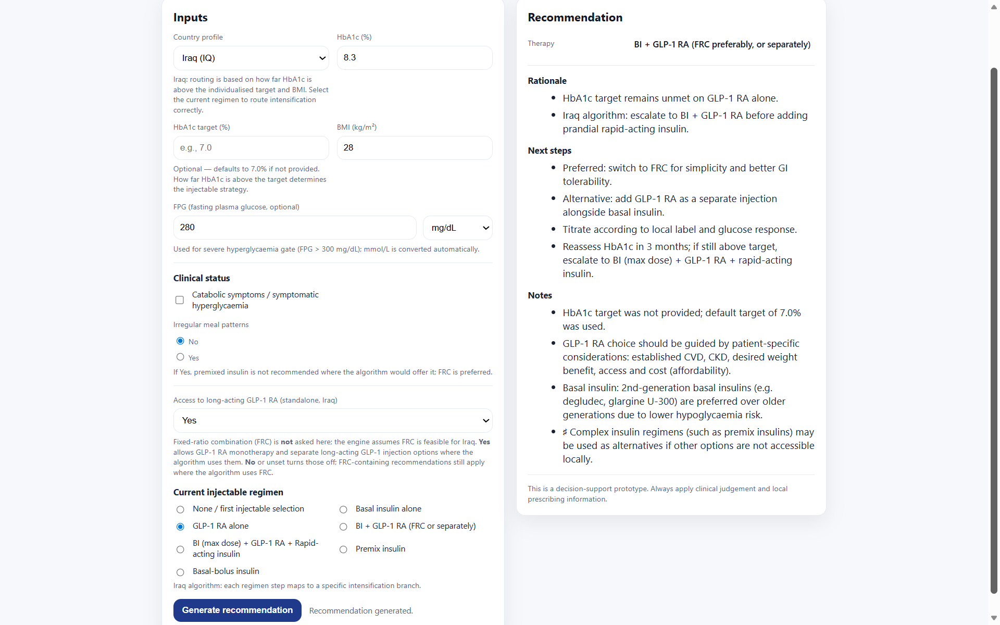 Inputs
Country profile
HbA1c (%)
Iraq (IQ)
8.3
Iraq: routing is based on how far HbA1c is
above the individualised target and BMI. Select
the current regimen to route intensification
correctly.
HbA1c target (%)
BMI (kg/m²)
e.g., 7.0
28
Optional — defaults to 7.0% if not provided.
How far HbA1c is above the target determines
the injectable strategy.
FPG (fasting plasma glucose, optional)
280
mg/dL
Used for severe hyperglycaemia gate (FPG > 300 mg/dL); mmol/L is converted automatically.
Clinical status
Catabolic symptoms / symptomatic
hyperglycaemia
Irregular meal patterns
No
Yes
If Yes, premixed insulin is not recommended where the algorithm would offer it; FRC is preferred.
Access to long-acting GLP-1 RA (standalone, Iraq)
Yes
Fixed-ratio combination (FRC) is not asked here; the engine assumes FRC is feasible for Iraq. Yes
allows GLP-1 RA monotherapy and separate long-acting GLP-1 injection options where the
algorithm uses them. No or unset turns those off; FRC-containing recommendations still apply
where the algorithm uses FRC.
Current injectable regimen
None / first injectable selection
Basal insulin alone
GLP-1 RA alone
BI + GLP-1 RA (FRC or separately)
BI (max dose) + GLP-1 RA + Rapid-
acting insulin
Premix insulin
Basal-bolus insulin
Iraq algorithm: each regimen step maps to a specific intensification branch.
Generate recommendation
Recommendation generated.
Recommendation
Therapy
BI + GLP-1 RA (FRC preferably, or separately)
Rationale
• HbA1c target remains unmet on GLP-1 RA alone.
• Iraq algorithm: escalate to BI + GLP-1 RA before adding
prandial rapid-acting insulin.
Next steps
• Preferred: switch to FRC for simplicity and better GI
tolerability.
• Alternative: add GLP-1 RA as a separate injection
alongside basal insulin.
• Titrate according to local label and glucose response.
• Reassess HbA1c in 3 months; if still above target,
escalate to BI (max dose) + GLP-1 RA + rapid-acting
insulin.
Notes
• HbA1c target was not provided; default target of 7.0%
was used.
• GLP-1 RA choice should be guided by patient-specific
considerations: established CVD, CKD, desired weight
benefit, access and cost (affordability).
• Basal insulin: 2nd-generation basal insulins (e.g.
degludec, glargine U-300) are preferred over older
generations due to lower hypoglycaemia risk.
• ♯ Complex insulin regimens (such as premix insulins) may
be used as alternatives if other options are not accessible
locally.
This is a decision-support prototype. Always apply clinical judgement and local
prescribing information.